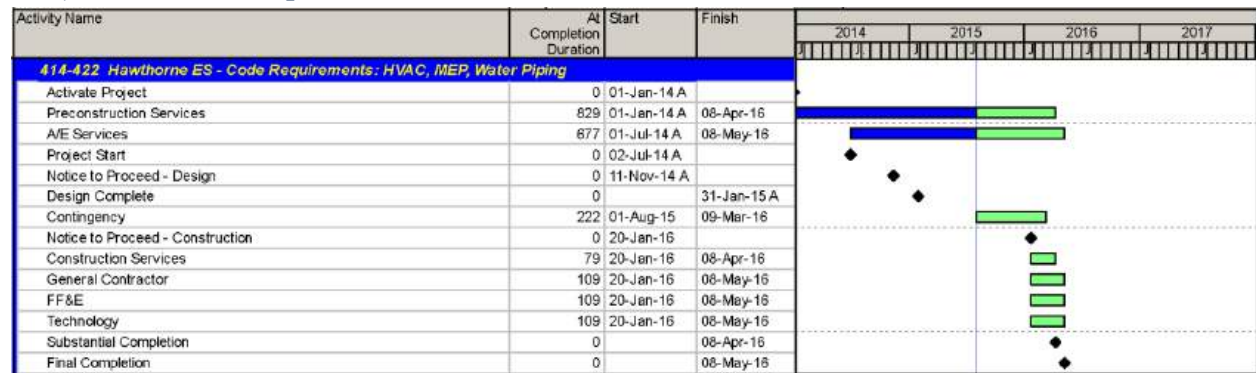 Activity Name At Completion Duration Start Finish 2014 2015 2016 2017
J J J J J J J J
414-422 Hawthorne ES - Code Requirements: HVAC, MEP, Water Piping
Activate Project 0 01-Jan-14 A
Preconstruction Services 829 01-Jan-14 A 08-Apr-16
A/E Services 677 01-Jul-14 A 08-May-16
Project Start 0 02-Jul-14 A
Notice to Proceed - Design 0 11-Nov-14 A
Design Complete 0 31-Jan-15 A
Contingency 222 01-Aug-15 09-Mar-16
Notice to Proceed - Construction 0 20-Jan-16
Construction Services 79 20-Jan-16 08-Apr-16
General Contractor 109 20-Jan-16 08-May-16
FF&E 109 20-Jan-16 08-May-16
Technology 109 20-Jan-16 08-May-16
Substantial Completion 0 08-Apr-16
Final Completion 0 08-May-16